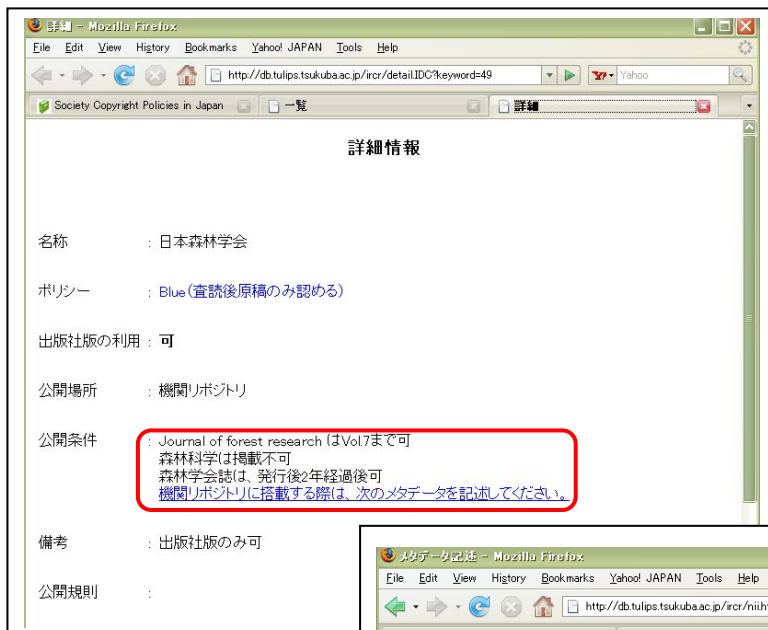 詳細 - Mozilla Firefox
File Edit View History Bookmarks Yahoo! JAPAN Tools Help
http://db.tulips.tsukuba.ac.jp/ircr/detail.IDC?keyword=49
Yahoo
Society Copyright Policies in Japan
一覧
詳細
詳細情報
名称 : 日本森林学会
ポリシー : Blue(査読後原稿のみ認める)
出版社版の利用 : 可
公開場所 : 機関リポジトリ
公開条件 : Journal of forest research はVol.7まで可
森林科学は掲載不可
森林学会誌は、発行後2年経過後可
機関リポジトリに搭載する際は、次のメタデータを記述してください。
備考 : 出版社版のみ可
公開規則 :
メタデータ記述 - Mozilla Firefox
File Edit View History Bookmarks Yahoo! JAPAN Tools Help
http://db.tulips.tsukuba.ac.jp/ircr/niih